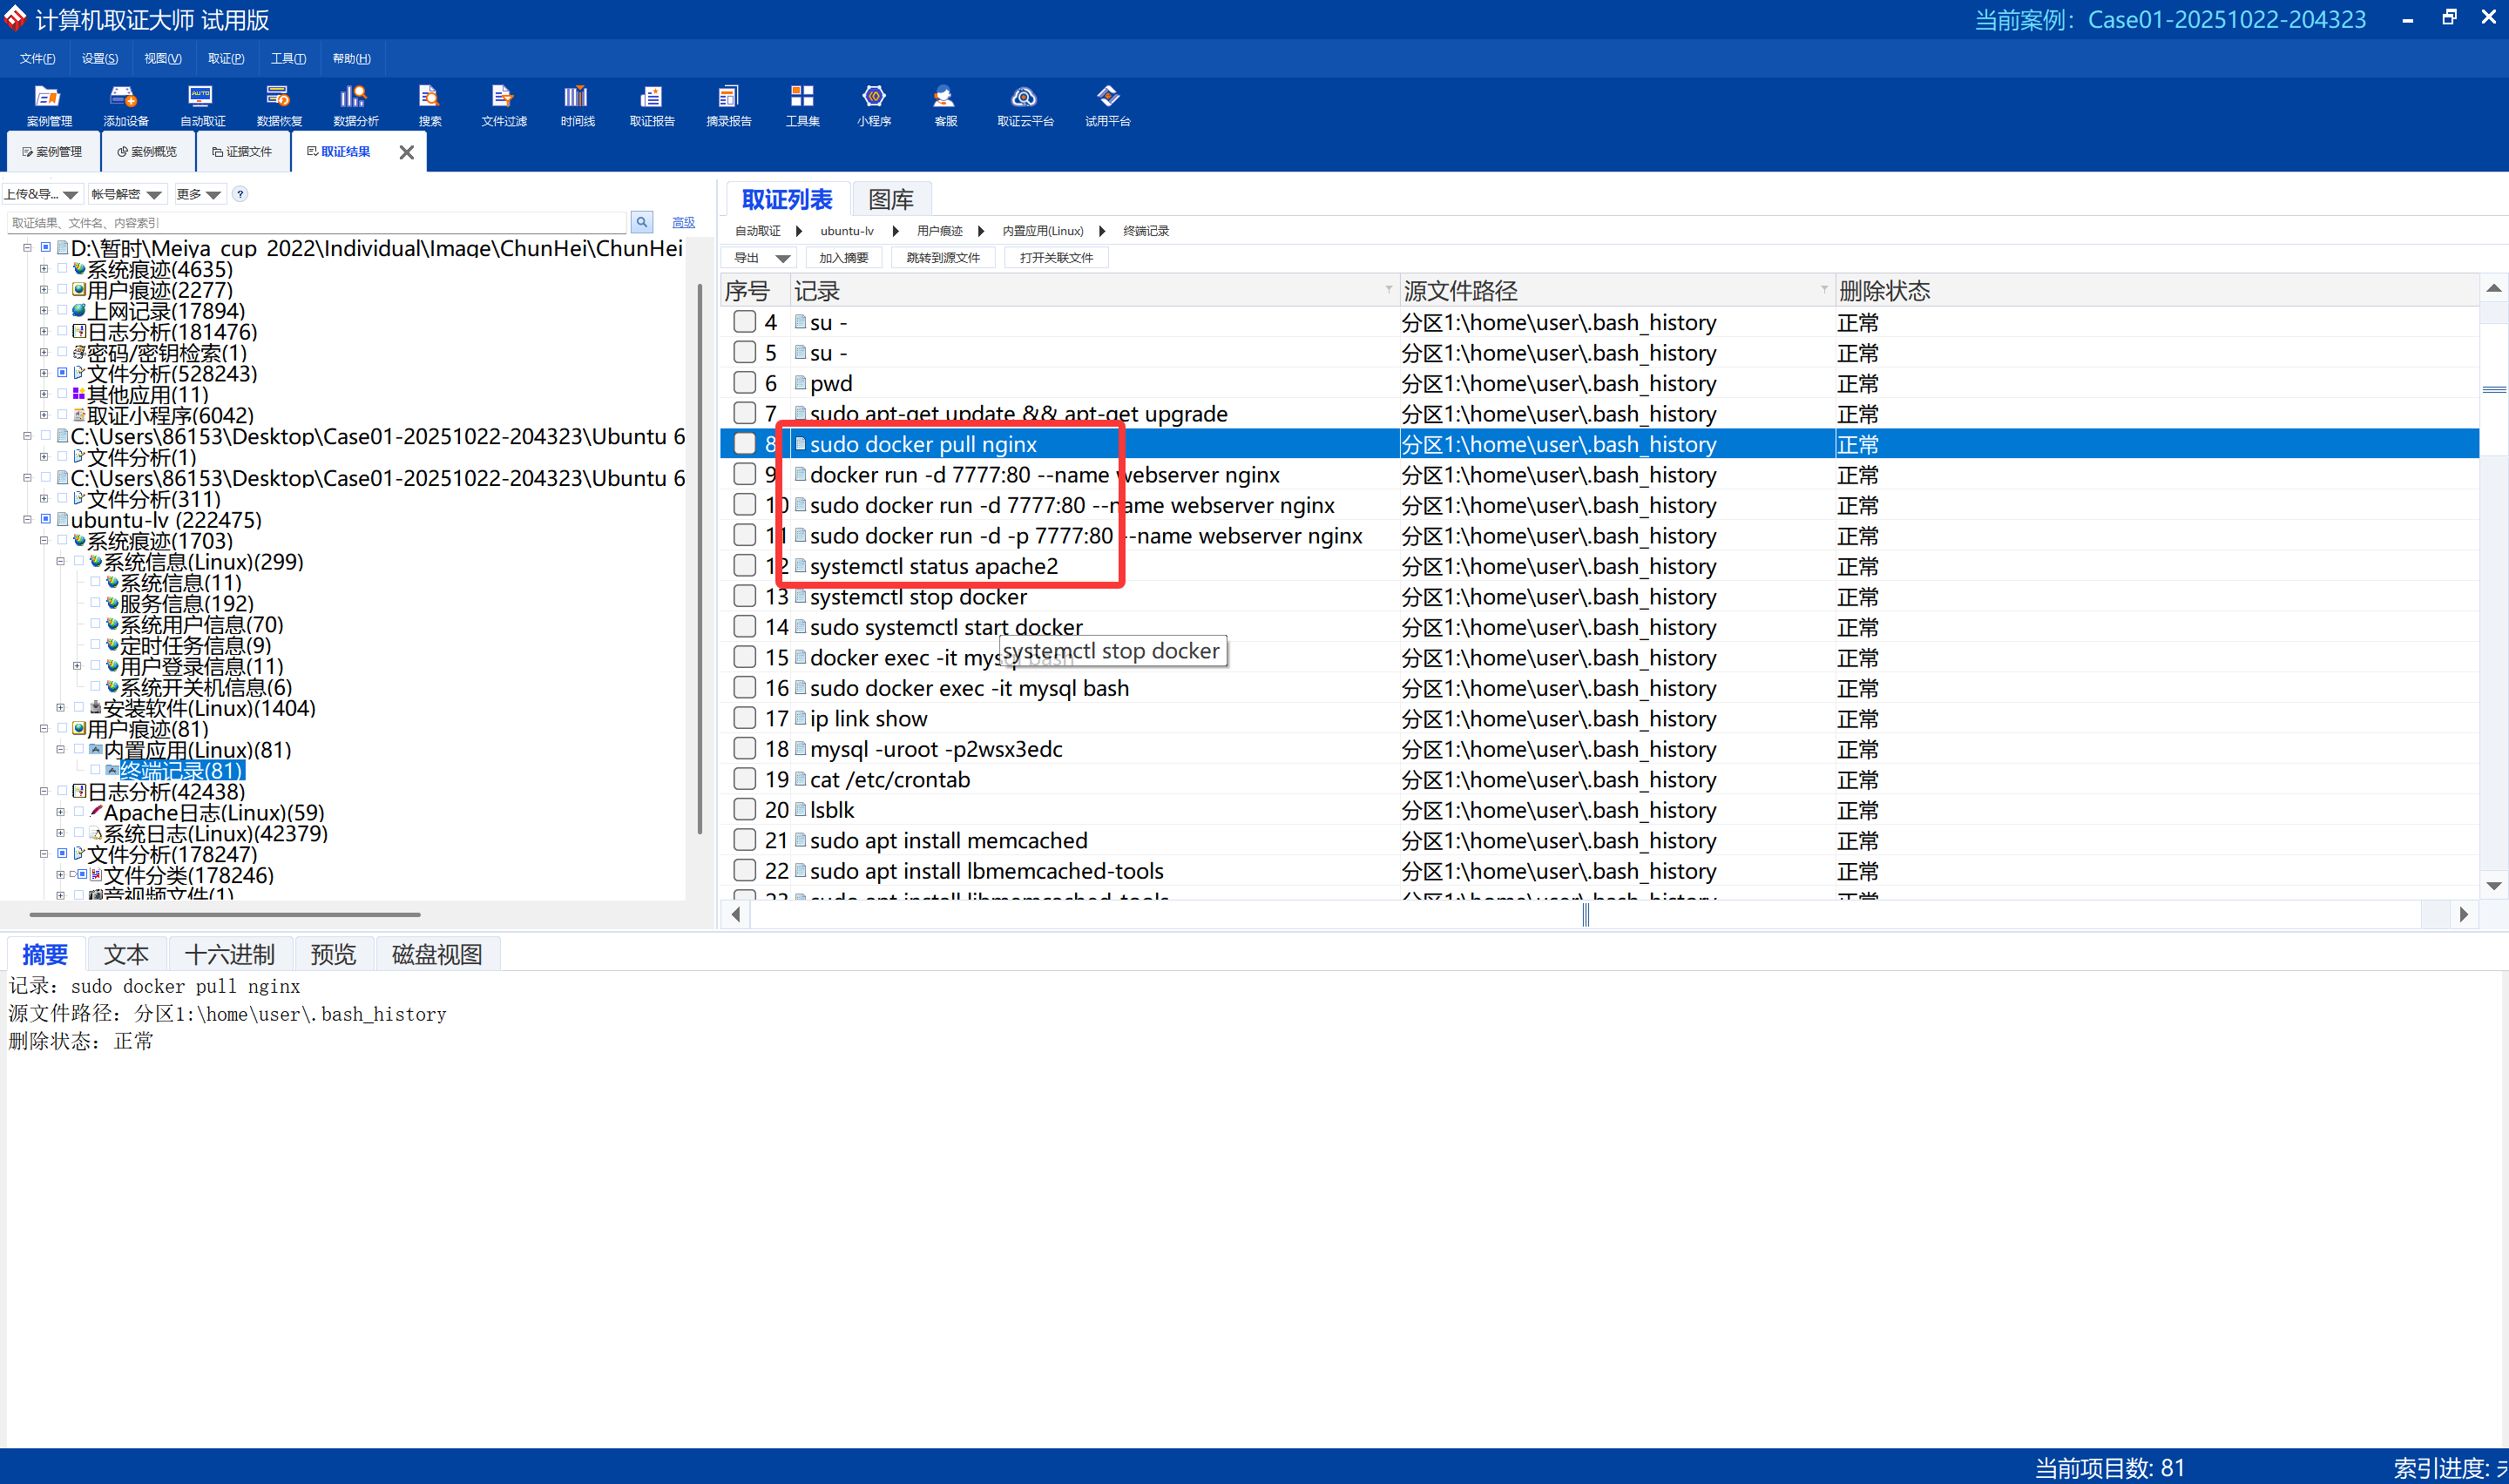 计算机取证大师 试用版
当前案例：Case01-20251022-204323
文件(F) 设置(S) 视图(V) 取证(P) 工具(T) 帮助(H)
案例管理 添加设备 自动取证 数据恢复 数据分析 搜索 文件过滤 时间线 取证报告 摘录报告 工具集 小程序 客服 取证云平台 试用平台
案例管理 案例概览 证据文件 取证结果
上传&导... 帐号解密 更多 ?
取证结果、文件名、内容索引 高级
D:\暂时\Meiya cup 2022\Individual\Image\ChunHei\ChunHei
系统痕迹(4635)
用户痕迹(2277)
上网记录(17894)
日志分析(181476)
密码/密钥检索(1)
文件分析(528243)
其他应用(11)
取证小程序(6042)
C:\Users\86153\Desktop\Case01-20251022-204323\Ubuntu 6
文件分析(1)
C:\Users\86153\Desktop\Case01-20251022-204323\Ubuntu 6
文件分析(311)
ubuntu-lv (222475)
系统痕迹(1703)
系统信息(Linux)(299)
系统信息(11)
服务信息(192)
系统用户信息(70)
定时任务信息(9)
用户登录信息(11)
系统开关机信息(6)
安装软件(Linux)(1404)
用户痕迹(81)
内置应用(Linux)(81)
终端记录(81)
日志分析(42438)
Apache日志(Linux)(59)
系统日志(Linux)(42379)
文件分析(178247)
文件分类(178246)
音视频文件(1)
取证列表 图库
自动取证 ubuntu-lv 用户痕迹 内置应用(Linux) 终端记录
导出 加入摘要 跳转到源文件 打开关联文件
序号 记录 源文件路径 删除状态
4 su - 分区1:\home\user\.bash_history 正常
5 su - 分区1:\home\user\.bash_history 正常
6 pwd 分区1:\home\user\.bash_history 正常
7 sudo apt-get update && apt-get upgrade 分区1:\home\user\.bash_history 正常
8 sudo docker pull nginx 分区1:\home\user\.bash_history 正常
9 docker run -d 7777:80 --name webserver nginx 分区1:\home\user\.bash_history 正常
10 sudo docker run -d 7777:80 --name webserver nginx 分区1:\home\user\.bash_history 正常
11 sudo docker run -d -p 7777:80 --name webserver nginx 分区1:\home\user\.bash_history 正常
12 systemctl status apache2 分区1:\home\user\.bash_history 正常
13 systemctl stop docker 分区1:\home\user\.bash_history 正常
14 sudo systemctl start docker 分区1:\home\user\.bash_history 正常
systemctl stop docker
15 docker exec -it mysql bash 分区1:\home\user\.bash_history 正常
16 sudo docker exec -it mysql bash 分区1:\home\user\.bash_history 正常
17 ip link show 分区1:\home\user\.bash_history 正常
18 mysql -uroot -p2wsx3edc 分区1:\home\user\.bash_history 正常
19 cat /etc/crontab 分区1:\home\user\.bash_history 正常
20 lsblk 分区1:\home\user\.bash_history 正常
21 sudo apt install memcached 分区1:\home\user\.bash_history 正常
22 sudo apt install lbmemcached-tools 分区1:\home\user\.bash_history 正常
23 sudo apt install libmemcached-tools 分区1:\home\user\.bash_history 正常
摘要 文本 十六进制 预览 磁盘视图
记录: sudo docker pull nginx
源文件路径: 分区1:\home\user\.bash_history
删除状态: 正常
当前项目数: 81 索引进度: